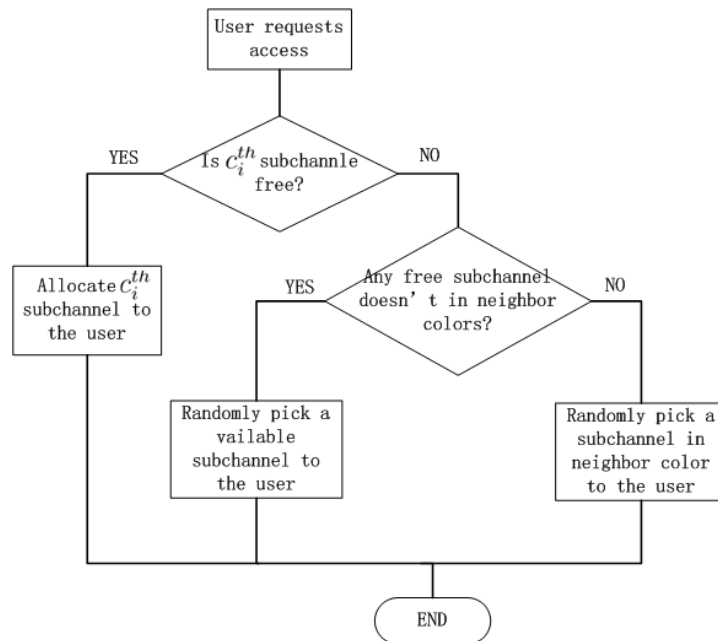 User requests
access
YES
Is c_i^{th} subchannle
free?
NO
Allocate c_i^{th}
subchannel to
the user
YES
Any free subchannel
doesn't in neighbor
colors?
NO
Randomly pick a
vailable
subchannel to
the user
Randomly pick a
subchannel in
neighbor color
to the user
END